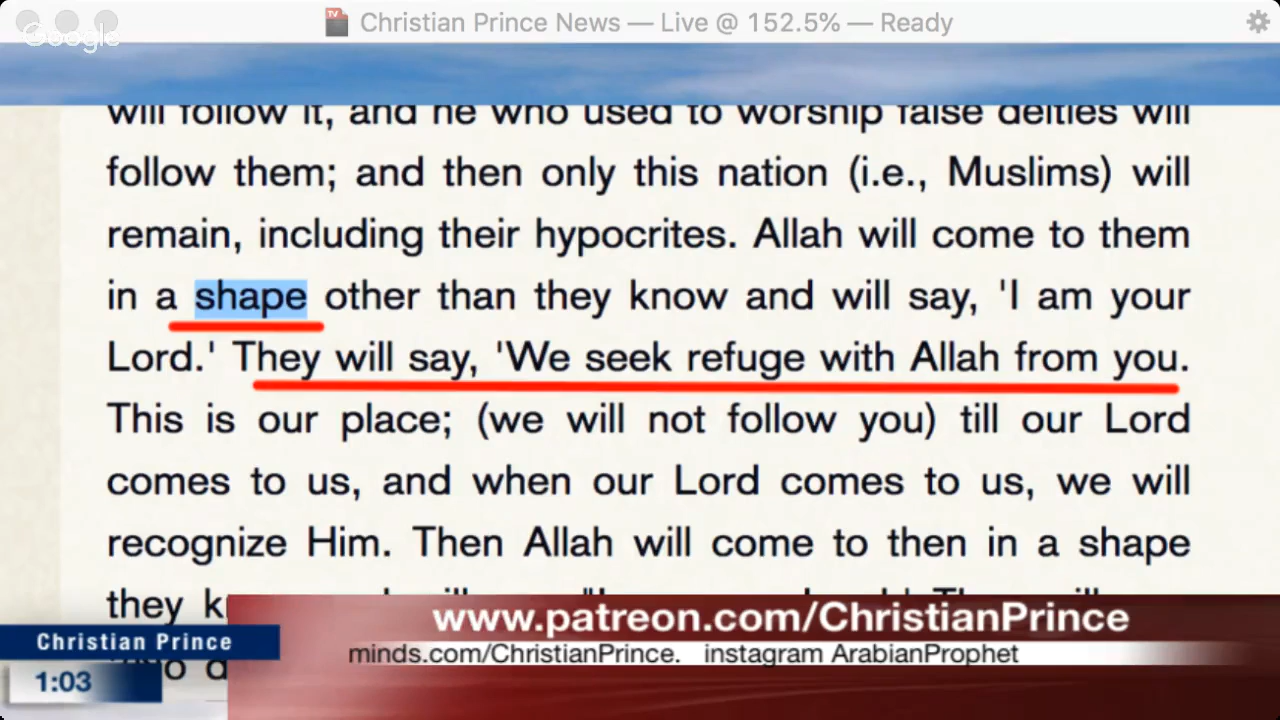 Christian Prince News — Live @ 152.5% — Ready
Google
TV
will follow it, and he who used to worship false deities will
follow them; and then only this nation (i.e., Muslims) will
remain, including their hypocrites. Allah will come to them
in a shape other than they know and will say, 'I am your
Lord.' They will say, 'We seek refuge with Allah from you.
This is our place; (we will not follow you) till our Lord
comes to us, and when our Lord comes to us, we will
recognize Him. Then Allah will come to then in a shape
they
www.patreon.com/ChristianPrince
Christian Prince
minds.com/ChristianPrince. instagram ArabianProphet
1:03